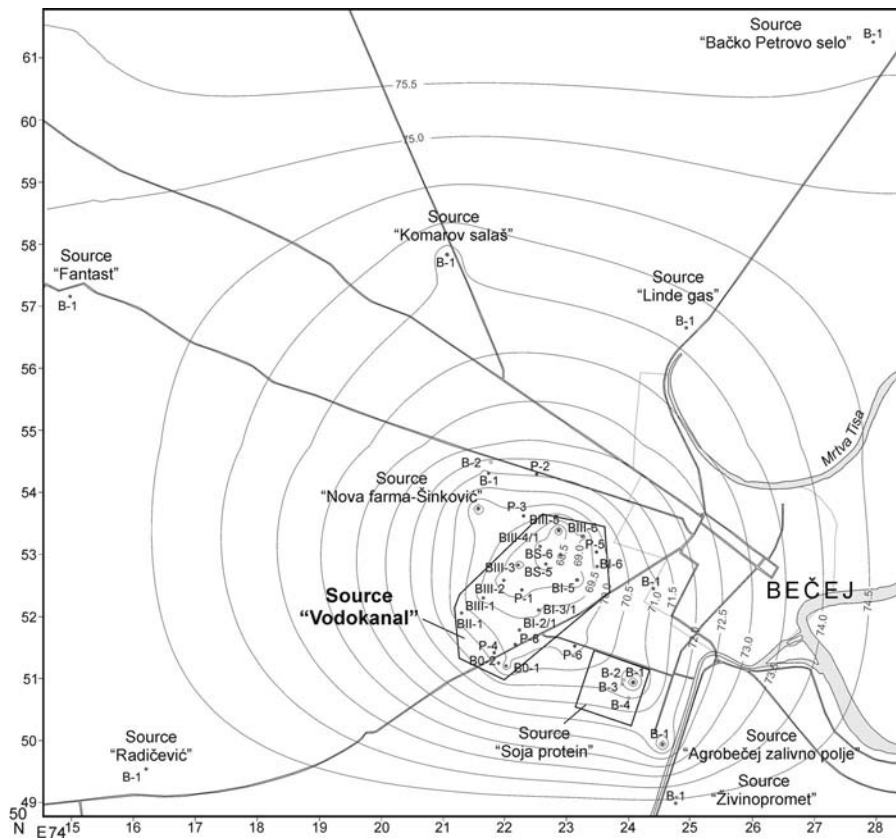 Source
"Bačko Petrovo selo"
B-1
61
75.5
60
75.0
59
Source
"Komarov salaš"
B-1
58
Source
"Fantast"
B-1
57
Source
"Linde gas"
B-1
56
55
Mrtva Tisa
54
B-2
B-1
P-2
Source
"Nova farma-Šinković"
P-3
BIII-5
BIII-6
53
BIII-4/1
BS-6
68.5
69.0
P-5
BIII-3
BS-5
BI-6
69.5
BIII-2
BI-5
B-1
BEČEJ
Source
"Vodokanal"
P-1
70.0
70.5
71.0
71.5
72.5
73.0
74.0
74.5
52
BIII-1
BI-3/1
BII-1
BI-2/1
P-8
P-4
P-6
51
B0-2
B0-1
B-2
B-1
B-3
B-4
50
Source
"Radičević"
B-1
Source
"Soja protein"
B-1
Source
"Agrobečej zalivno polje"
Source
"Živinopromet"
B-1
49
50
N
E74
15 16 17 18 19 20 21 22 23 24 25 26 27 28